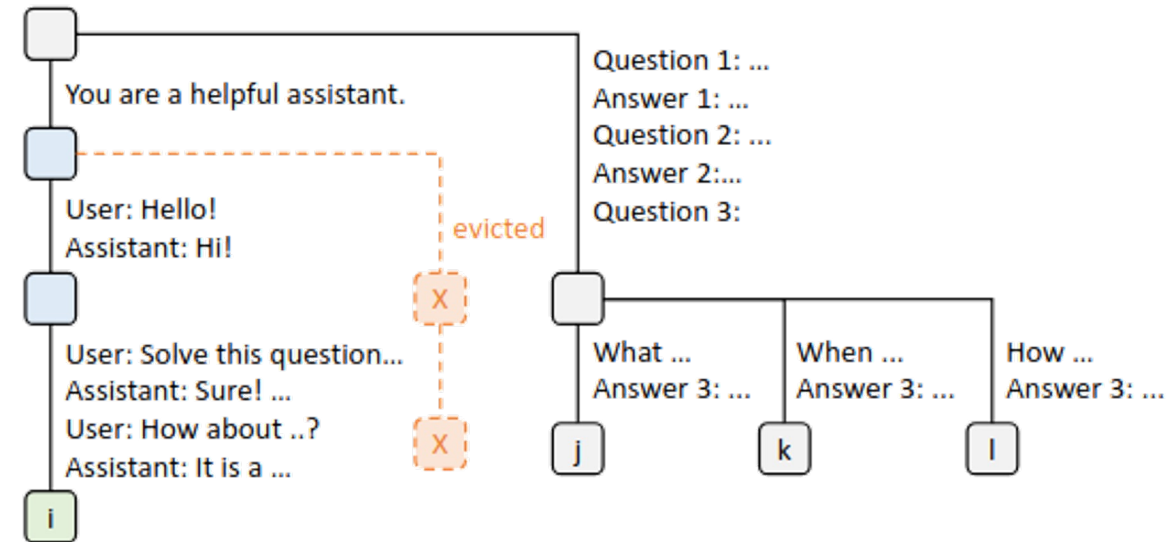 You are a helpful assistant.
User: Hello!
Assistant: Hi!
User: Solve this question...
Assistant: Sure! ...
User: How about ..?
Assistant: It is a ...
i
evicted
X
X
Question 1: ...
Answer 1: ...
Question 2: ...
Answer 2:...
Question 3:
What ...
Answer 3: ...
j
When ...
Answer 3: ...
k
How ...
Answer 3: ...
l